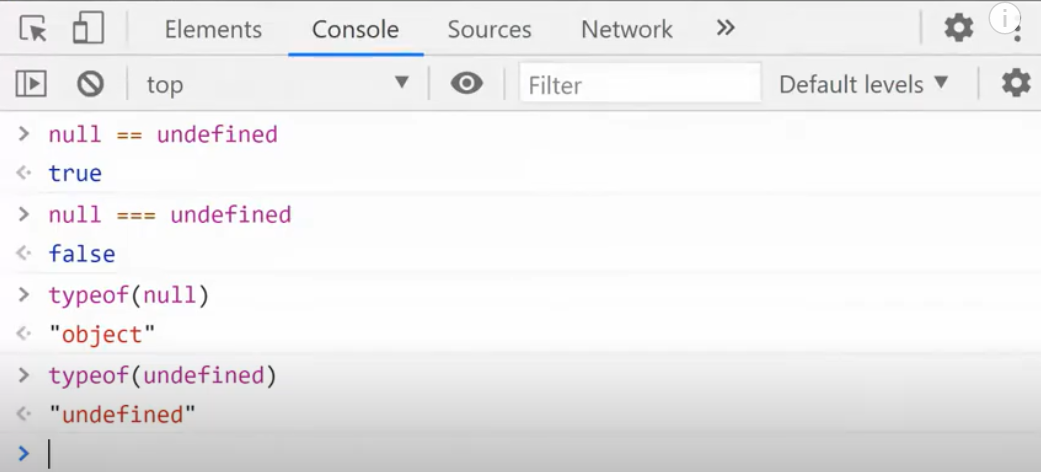 Elements Console Sources Network »
top ▼ Filter Default levels ▼
> null == undefined
<· true
> null === undefined
<· false
> typeof(null)
<· "object"
> typeof(undefined)
<· "undefined"
>